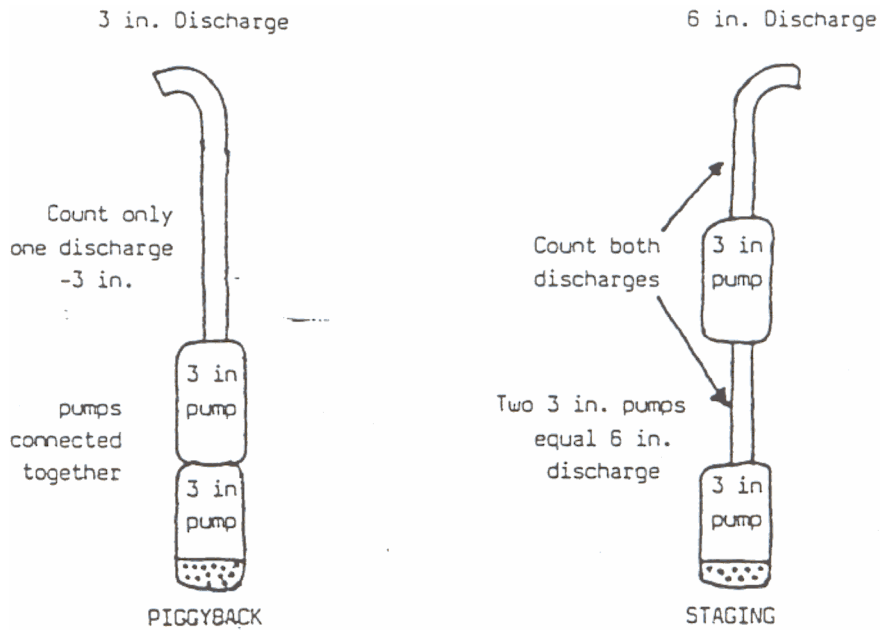 3 in. Discharge
Count only
one discharge
-3 in.
3 in
pump
pumps
connected
together
3 in
pump
PIGGYBACK
6 in. Discharge
Count both
discharges
3 in
pump
Two 3 in. pumps
equal 6 in.
discharge
3 in
pump
STAGING